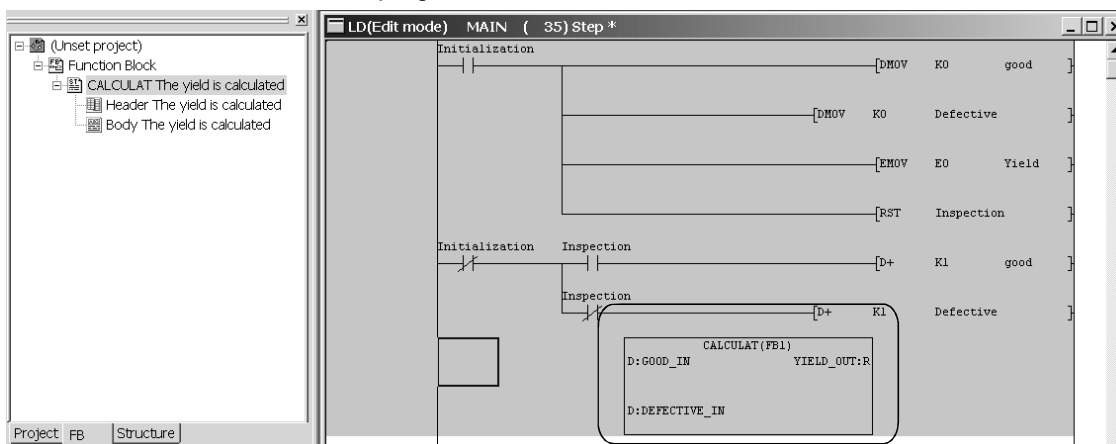 (Unset project)
Function Block
CALCULAT The yield is calculated
Header The yield is calculated
Body The yield is calculated
Project FB Structure
LD(Edit mode) MAIN ( 35) Step *
Initialization
[DMOV K0 good ]
[DMOV K0 Defective ]
[EMOV E0 Yield ]
[RST Inspection ]
Initialization Inspection
[D+ K1 good ]
Inspection
[D+ K1 Defective ]
CALCULAT(FB1)
D:GOOD_IN YIELD_OUT:R
D:DEFECTIVE_IN